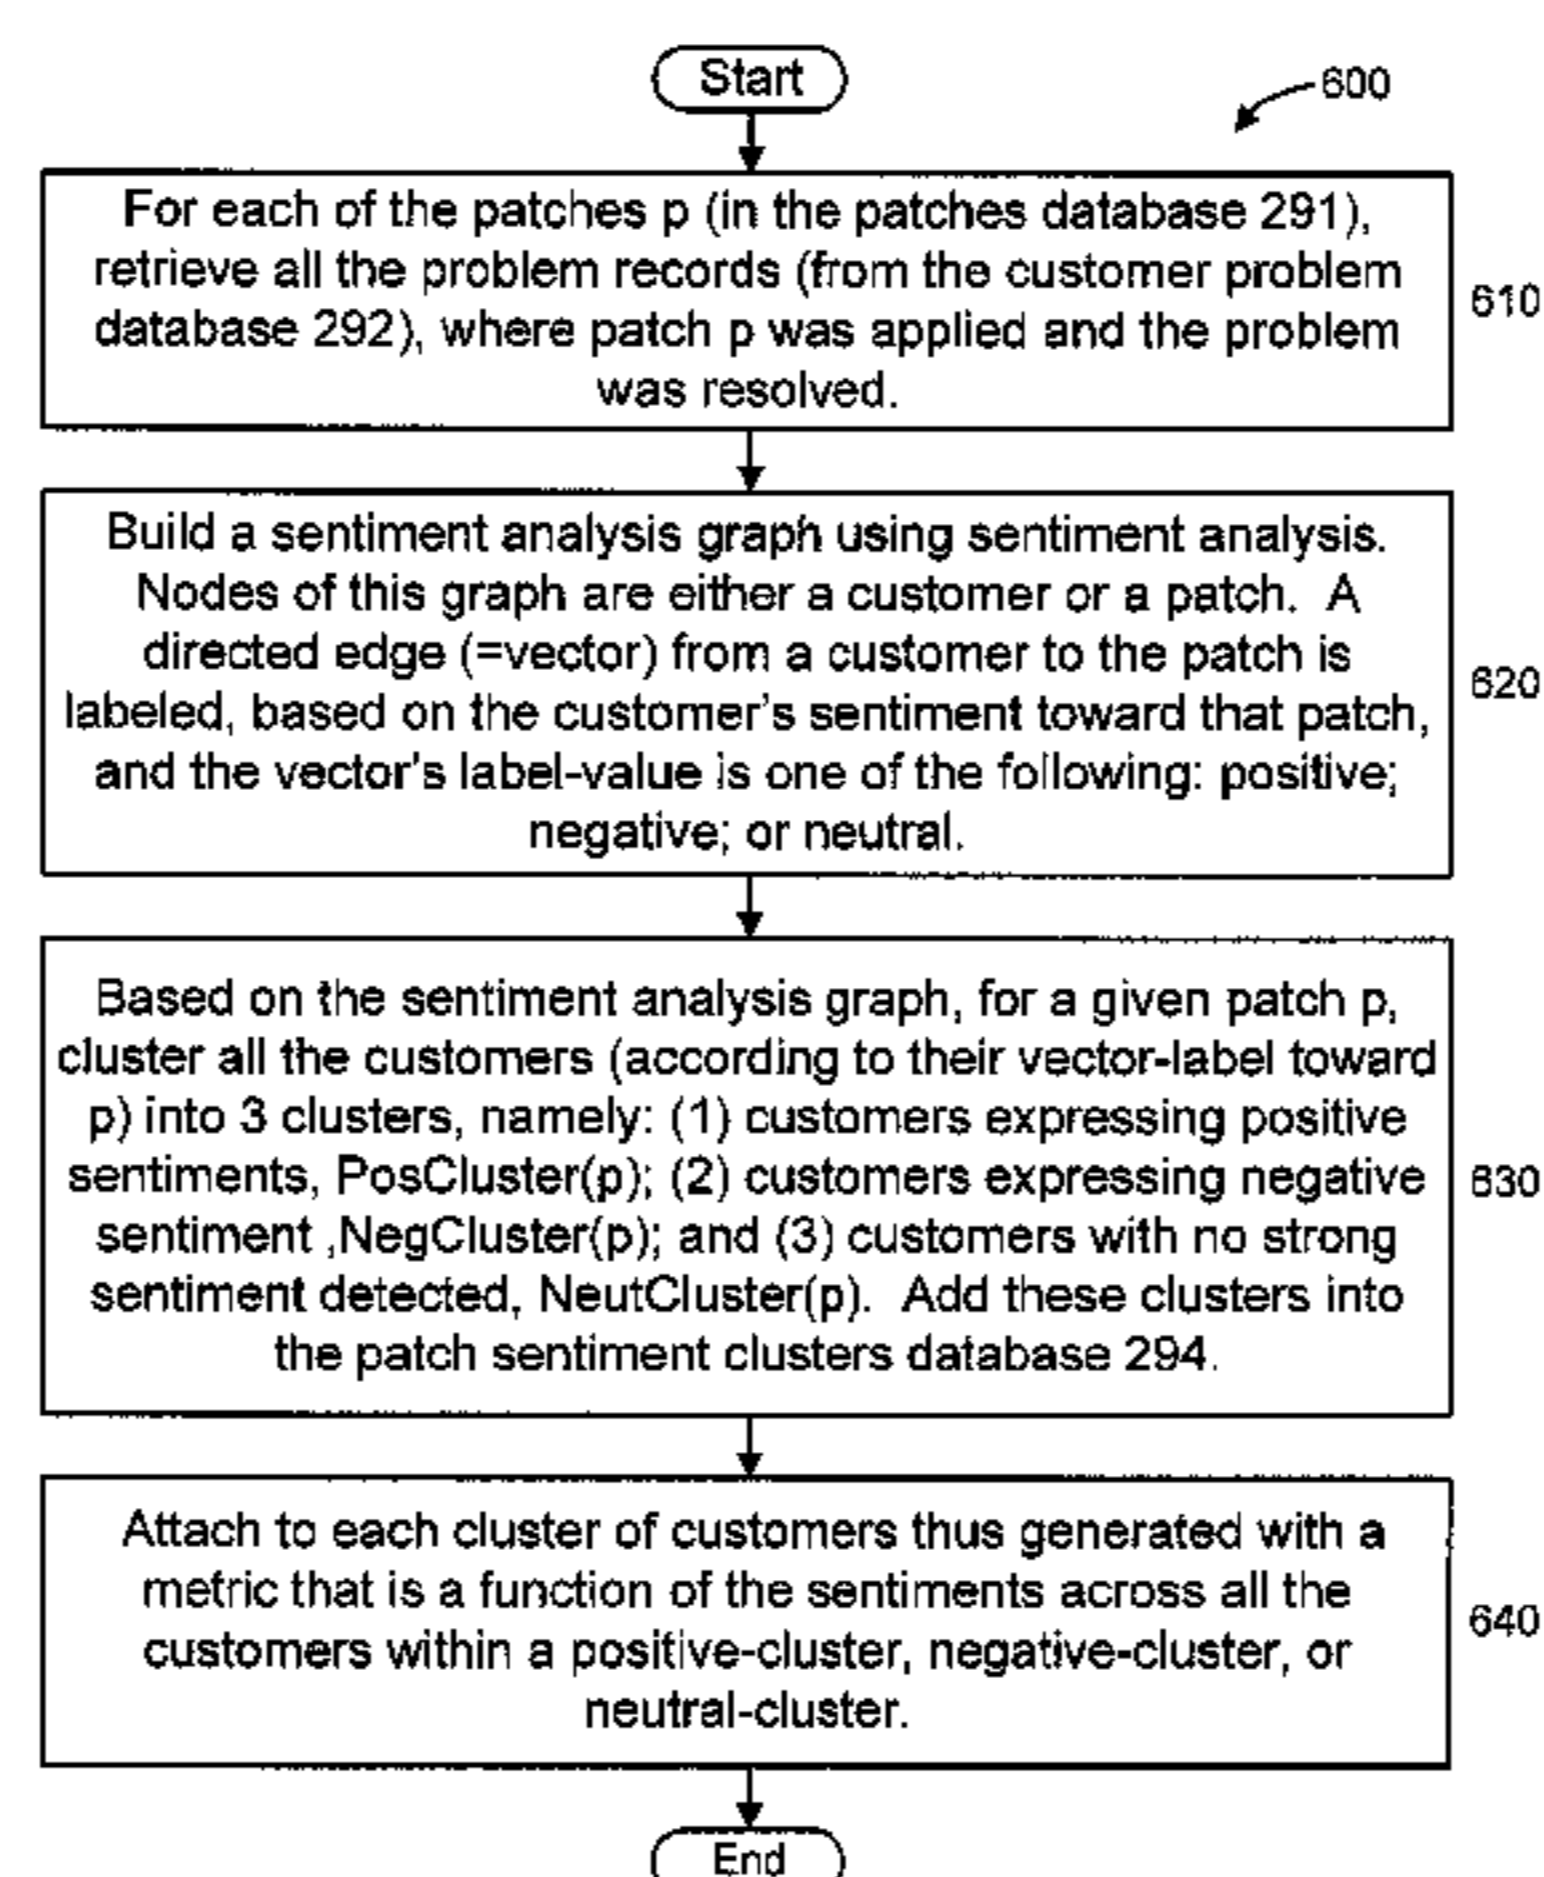 Start
600
For each of the patches p (in the patches database 291),
retrieve all the problem records (from the customer problem
database 292), where patch p was applied and the problem
was resolved.
610
Build a sentiment analysis graph using sentiment analysis.
Nodes of this graph are either a customer or a patch. A
directed edge (=vector) from a customer to the patch is
labeled, based on the customer's sentiment toward that patch,
and the vector's label-value is one of the following: positive;
negative; or neutral.
620
Based on the sentiment analysis graph, for a given patch p,
cluster all the customers (according to their vector-label toward
p) into 3 clusters, namely: (1) customers expressing positive
sentiments, PosCluster(p); (2) customers expressing negative
sentiment ,NegCluster(p); and (3) customers with no strong
sentiment detected, NeutCluster(p). Add these clusters into
the patch sentiment clusters database 294.
630
Attach to each cluster of customers thus generated with a
metric that is a function of the sentiments across all the
customers within a positive-cluster, negative-cluster, or
neutral-cluster.
640
End